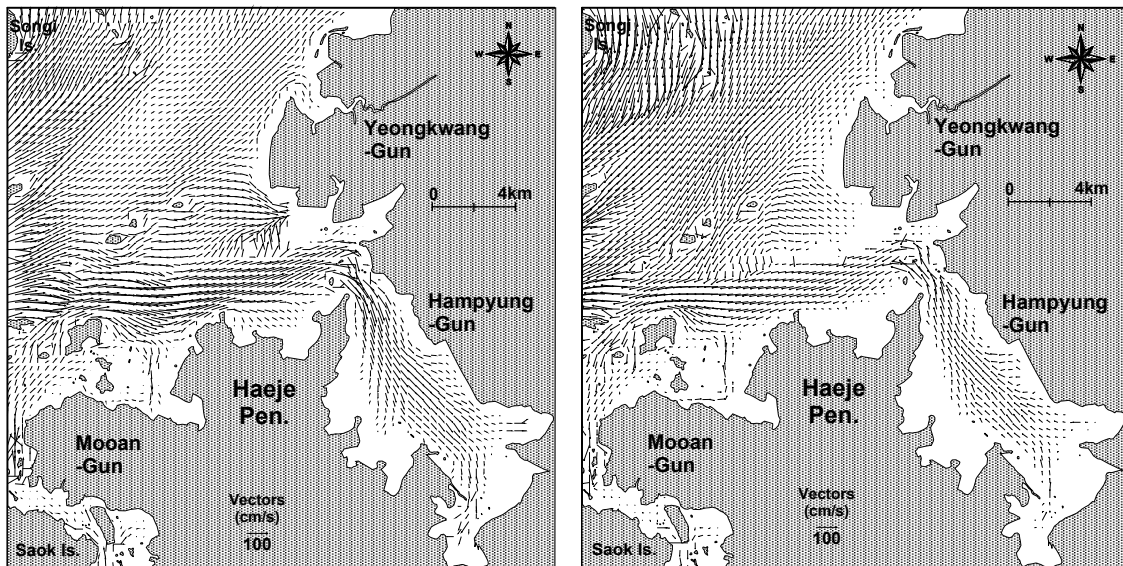 Songi
Is.
N
W E
S
Yeongkwang
-Gun
0 4km
Hampyung
-Gun
Haeje
Pen.
Mooan
-Gun
Vectors
(cm/s)
100
Saok Is.
Songi
Is.
N
W E
S
Yeongkwang
-Gun
0 4km
Hampyung
-Gun
Haeje
Pen.
Mooan
-Gun
Vectors
(cm/s)
100
Saok Is.